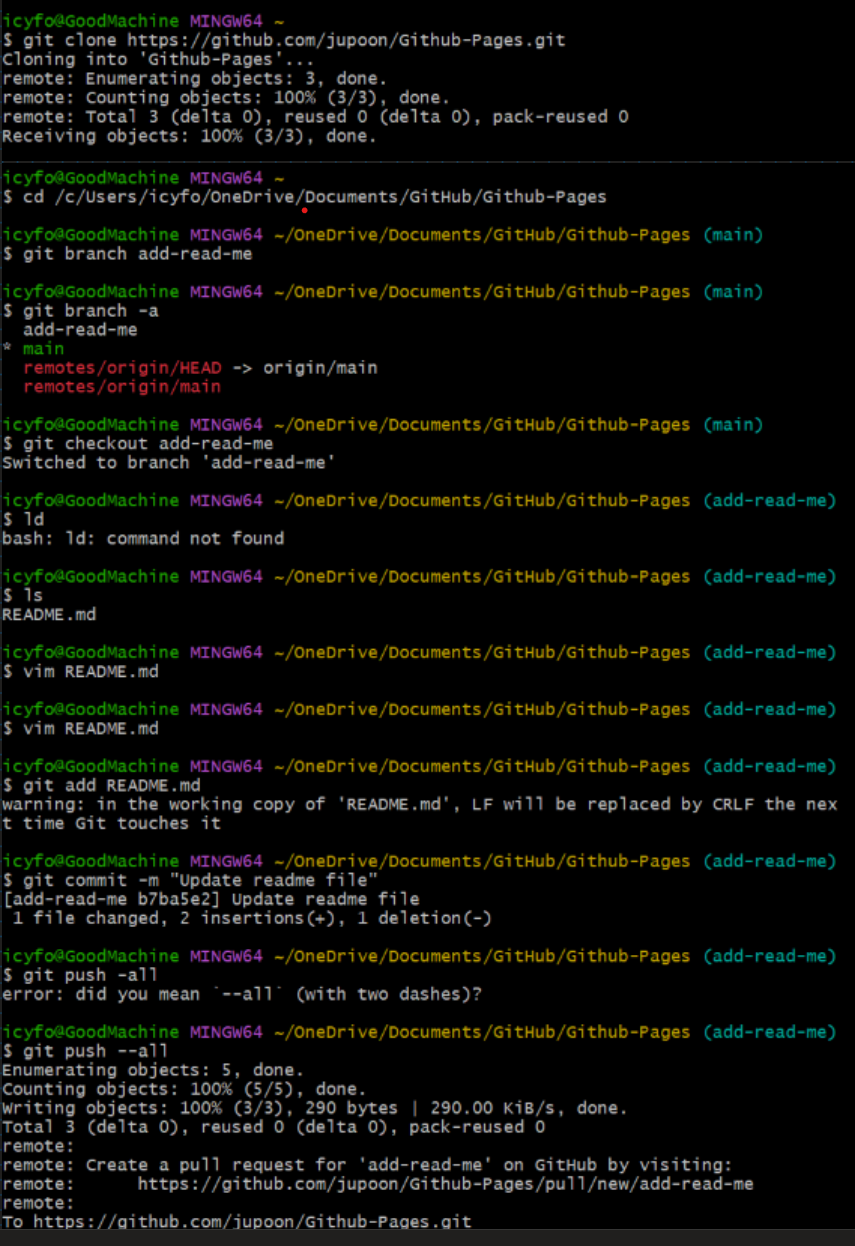 icyfo@GoodMachine MINGW64 ~
$ git clone https://github.com/jupoon/Github-Pages.git
Cloning into 'Github-Pages'...
remote: Enumerating objects: 3, done.
remote: Counting objects: 100% (3/3), done.
remote: Total 3 (delta 0), reused 0 (delta 0), pack-reused 0
Receiving objects: 100% (3/3), done.
icyfo@GoodMachine MINGW64 ~
$ cd /c/Users/icyfo/OneDrive/Documents/GitHub/Github-Pages
icyfo@GoodMachine MINGW64 ~/OneDrive/Documents/GitHub/Github-Pages (main)
$ git branch add-read-me
icyfo@GoodMachine MINGW64 ~/OneDrive/Documents/GitHub/Github-Pages (main)
$ git branch -a
  add-read-me
* main
  remotes/origin/HEAD -> origin/main
  remotes/origin/main
icyfo@GoodMachine MINGW64 ~/OneDrive/Documents/GitHub/Github-Pages (main)
$ git checkout add-read-me
Switched to branch 'add-read-me'
icyfo@GoodMachine MINGW64 ~/OneDrive/Documents/GitHub/Github-Pages (add-read-me)
$ ld
bash: ld: command not found
icyfo@GoodMachine MINGW64 ~/OneDrive/Documents/GitHub/Github-Pages (add-read-me)
$ ls
README.md
icyfo@GoodMachine MINGW64 ~/OneDrive/Documents/GitHub/Github-Pages (add-read-me)
$ vim README.md
icyfo@GoodMachine MINGW64 ~/OneDrive/Documents/GitHub/Github-Pages (add-read-me)
$ vim README.md
icyfo@GoodMachine MINGW64 ~/OneDrive/Documents/GitHub/Github-Pages (add-read-me)
$ git add README.md
warning: in the working copy of 'README.md', LF will be replaced by CRLF the nex
t time Git touches it
icyfo@GoodMachine MINGW64 ~/OneDrive/Documents/GitHub/Github-Pages (add-read-me)
$ git commit -m "Update readme file"
[add-read-me b7ba5e2] Update readme file
 1 file changed, 2 insertions(+), 1 deletion(-)
icyfo@GoodMachine MINGW64 ~/OneDrive/Documents/GitHub/Github-Pages (add-read-me)
$ git push -all
error: did you mean `--all` (with two dashes)?
icyfo@GoodMachine MINGW64 ~/OneDrive/Documents/GitHub/Github-Pages (add-read-me)
$ git push --all
Enumerating objects: 5, done.
Counting objects: 100% (5/5), done.
Writing objects: 100% (3/3), 290 bytes | 290.00 KiB/s, done.
Total 3 (delta 0), reused 0 (delta 0), pack-reused 0
remote:
remote: Create a pull request for 'add-read-me' on GitHub by visiting:
remote:      https://github.com/jupoon/Github-Pages/pull/new/add-read-me
remote:
To https://github.com/jupoon/Github-Pages.git